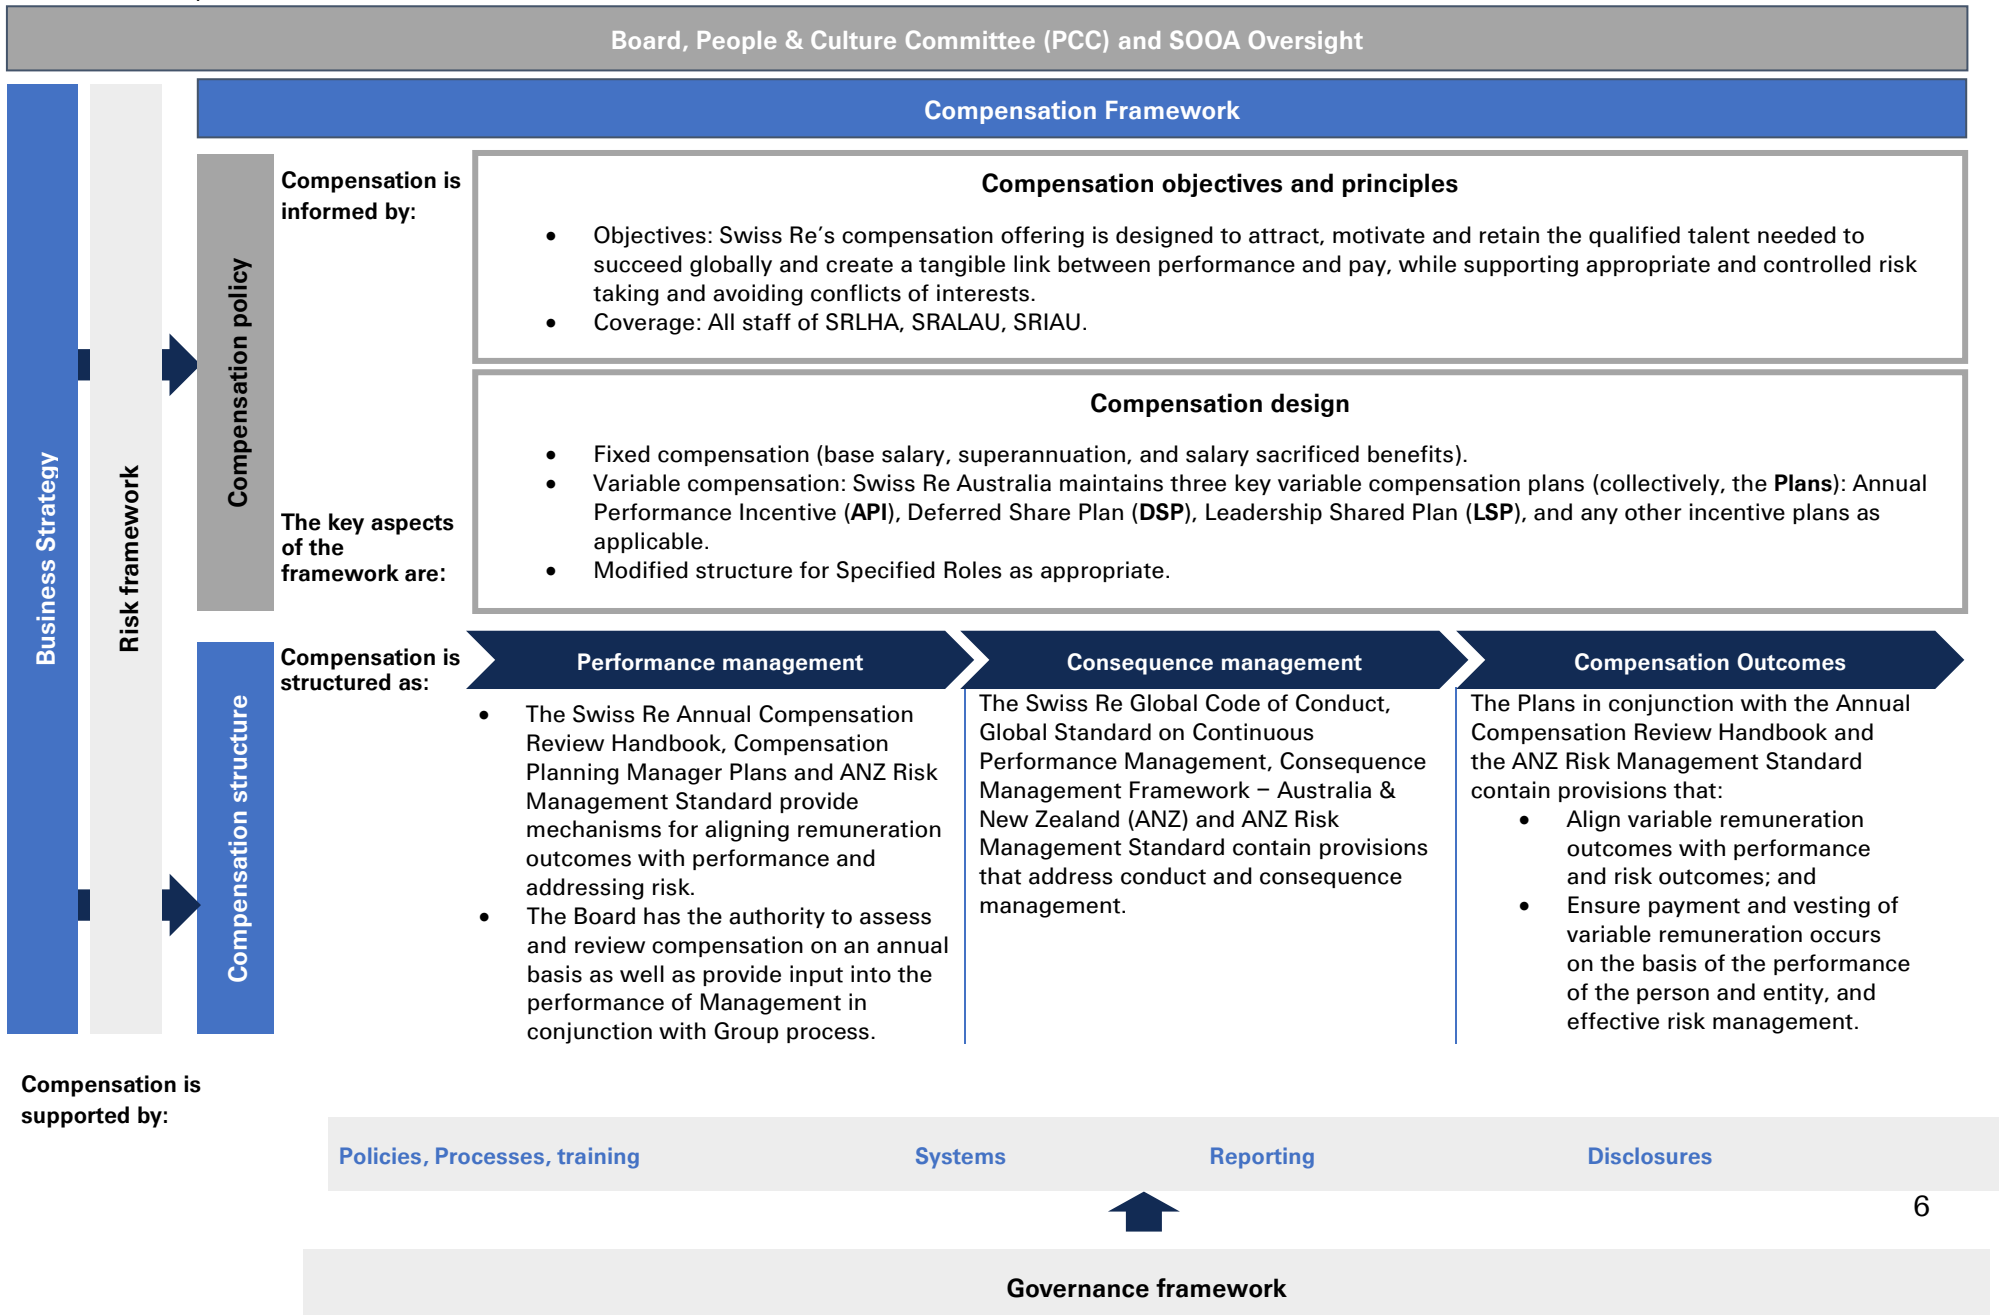 Board, People & Culture Committee (PCC) and SOOA Oversight
Compensation Framework
Business Strategy
Risk framework
Compensation policy
Compensation is
informed by:
Compensation objectives and principles
• Objectives: Swiss Re’s compensation offering is designed to attract, motivate and retain the qualified talent needed to
succeed globally and create a tangible link between performance and pay, while supporting appropriate and controlled risk
taking and avoiding conflicts of interests.
• Coverage: All staff of SRLHA, SRALAU, SRIAU.
The key aspects
of the
framework are:
Compensation design
• Fixed compensation (base salary, superannuation, and salary sacrificed benefits).
• Variable compensation: Swiss Re Australia maintains three key variable compensation plans (collectively, the Plans): Annual
Performance Incentive (API), Deferred Share Plan (DSP), Leadership Shared Plan (LSP), and any other incentive plans as
applicable.
• Modified structure for Specified Roles as appropriate.
Compensation structure
Compensation is
structured as:
Performance management
• The Swiss Re Annual Compensation
Review Handbook, Compensation
Planning Manager Plans and ANZ Risk
Management Standard provide
mechanisms for aligning remuneration
outcomes with performance and
addressing risk.
• The Board has the authority to assess
and review compensation on an annual
basis as well as provide input into the
performance of Management in
conjunction with Group process.
Consequence management
The Swiss Re Global Code of Conduct,
Global Standard on Continuous
Performance Management, Consequence
Management Framework – Australia &
New Zealand (ANZ) and ANZ Risk
Management Standard contain provisions
that address conduct and consequence
management.
Compensation Outcomes
The Plans in conjunction with the Annual
Compensation Review Handbook and
the ANZ Risk Management Standard
contain provisions that:
• Align variable remuneration
outcomes with performance
and risk outcomes; and
• Ensure payment and vesting of
variable remuneration occurs
on the basis of the performance
of the person and entity, and
effective risk management.
Compensation is
supported by:
Policies, Processes, training
Systems
Reporting
Disclosures
6
Governance framework